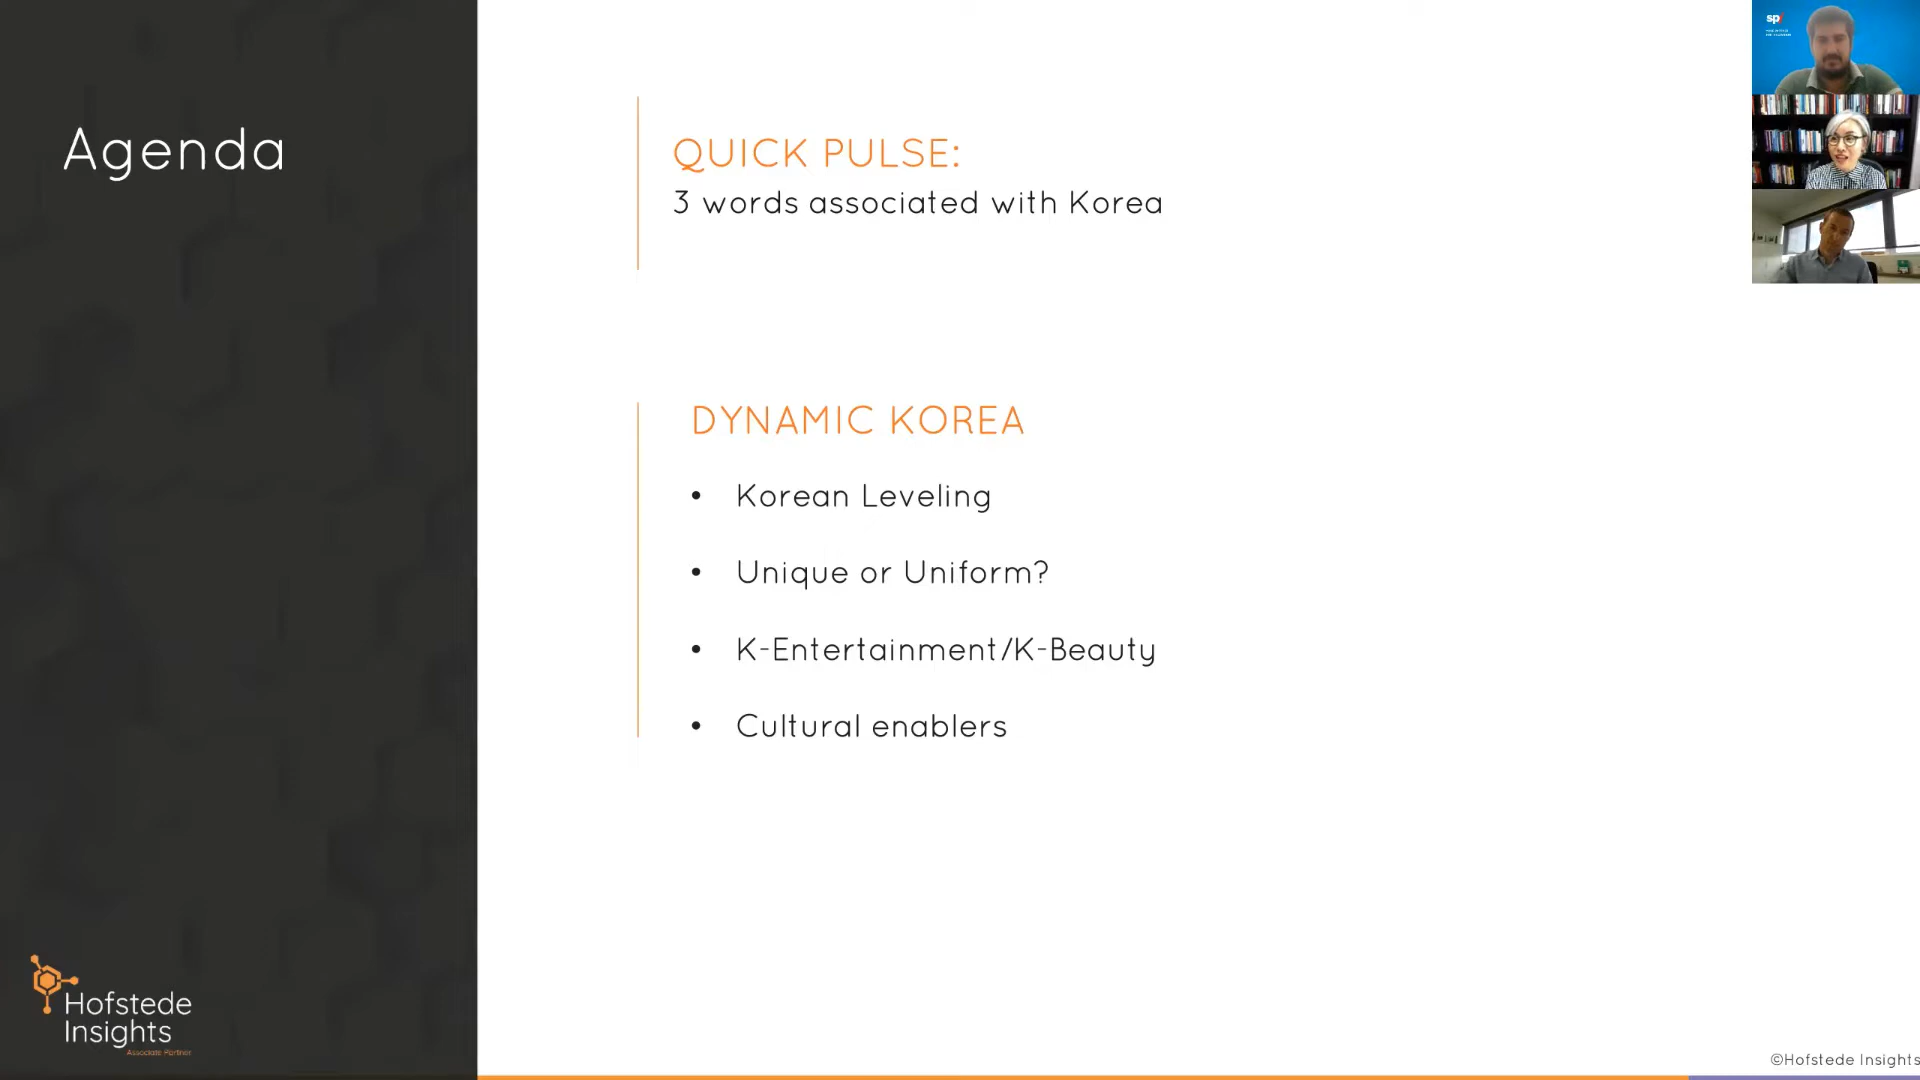 Agenda
QUICK PULSE:
3 words associated with Korea
DYNAMIC KOREA
• Korean Leveling
• Unique or Uniform?
• K-Entertainment/K-Beauty
• Cultural enablers
Hofstede
Insights
Associate Partner
©Hofstede Insights
sp/